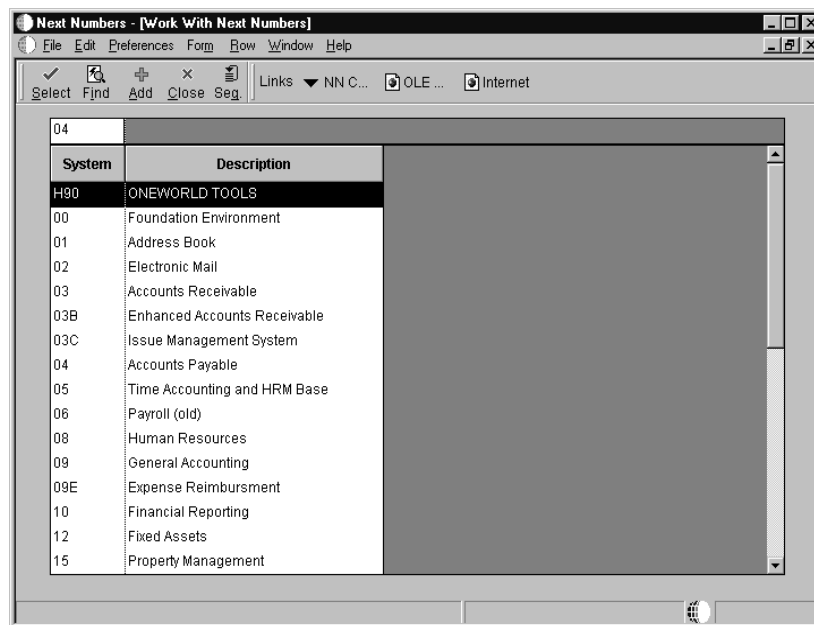 Next Numbers - [Work With Next Numbers]
File Edit Preferences Form Row Window Help
Select Find Add Close Seq. Links NN C... OLE ... Internet
04
System Description
H90 ONEWORLD TOOLS
00 Foundation Environment
01 Address Book
02 Electronic Mail
03 Accounts Receivable
03B Enhanced Accounts Receivable
03C Issue Management System
04 Accounts Payable
05 Time Accounting and HRM Base
06 Payroll (old)
08 Human Resources
09 General Accounting
09E Expense Reimbursment
10 Financial Reporting
12 Fixed Assets
15 Property Management